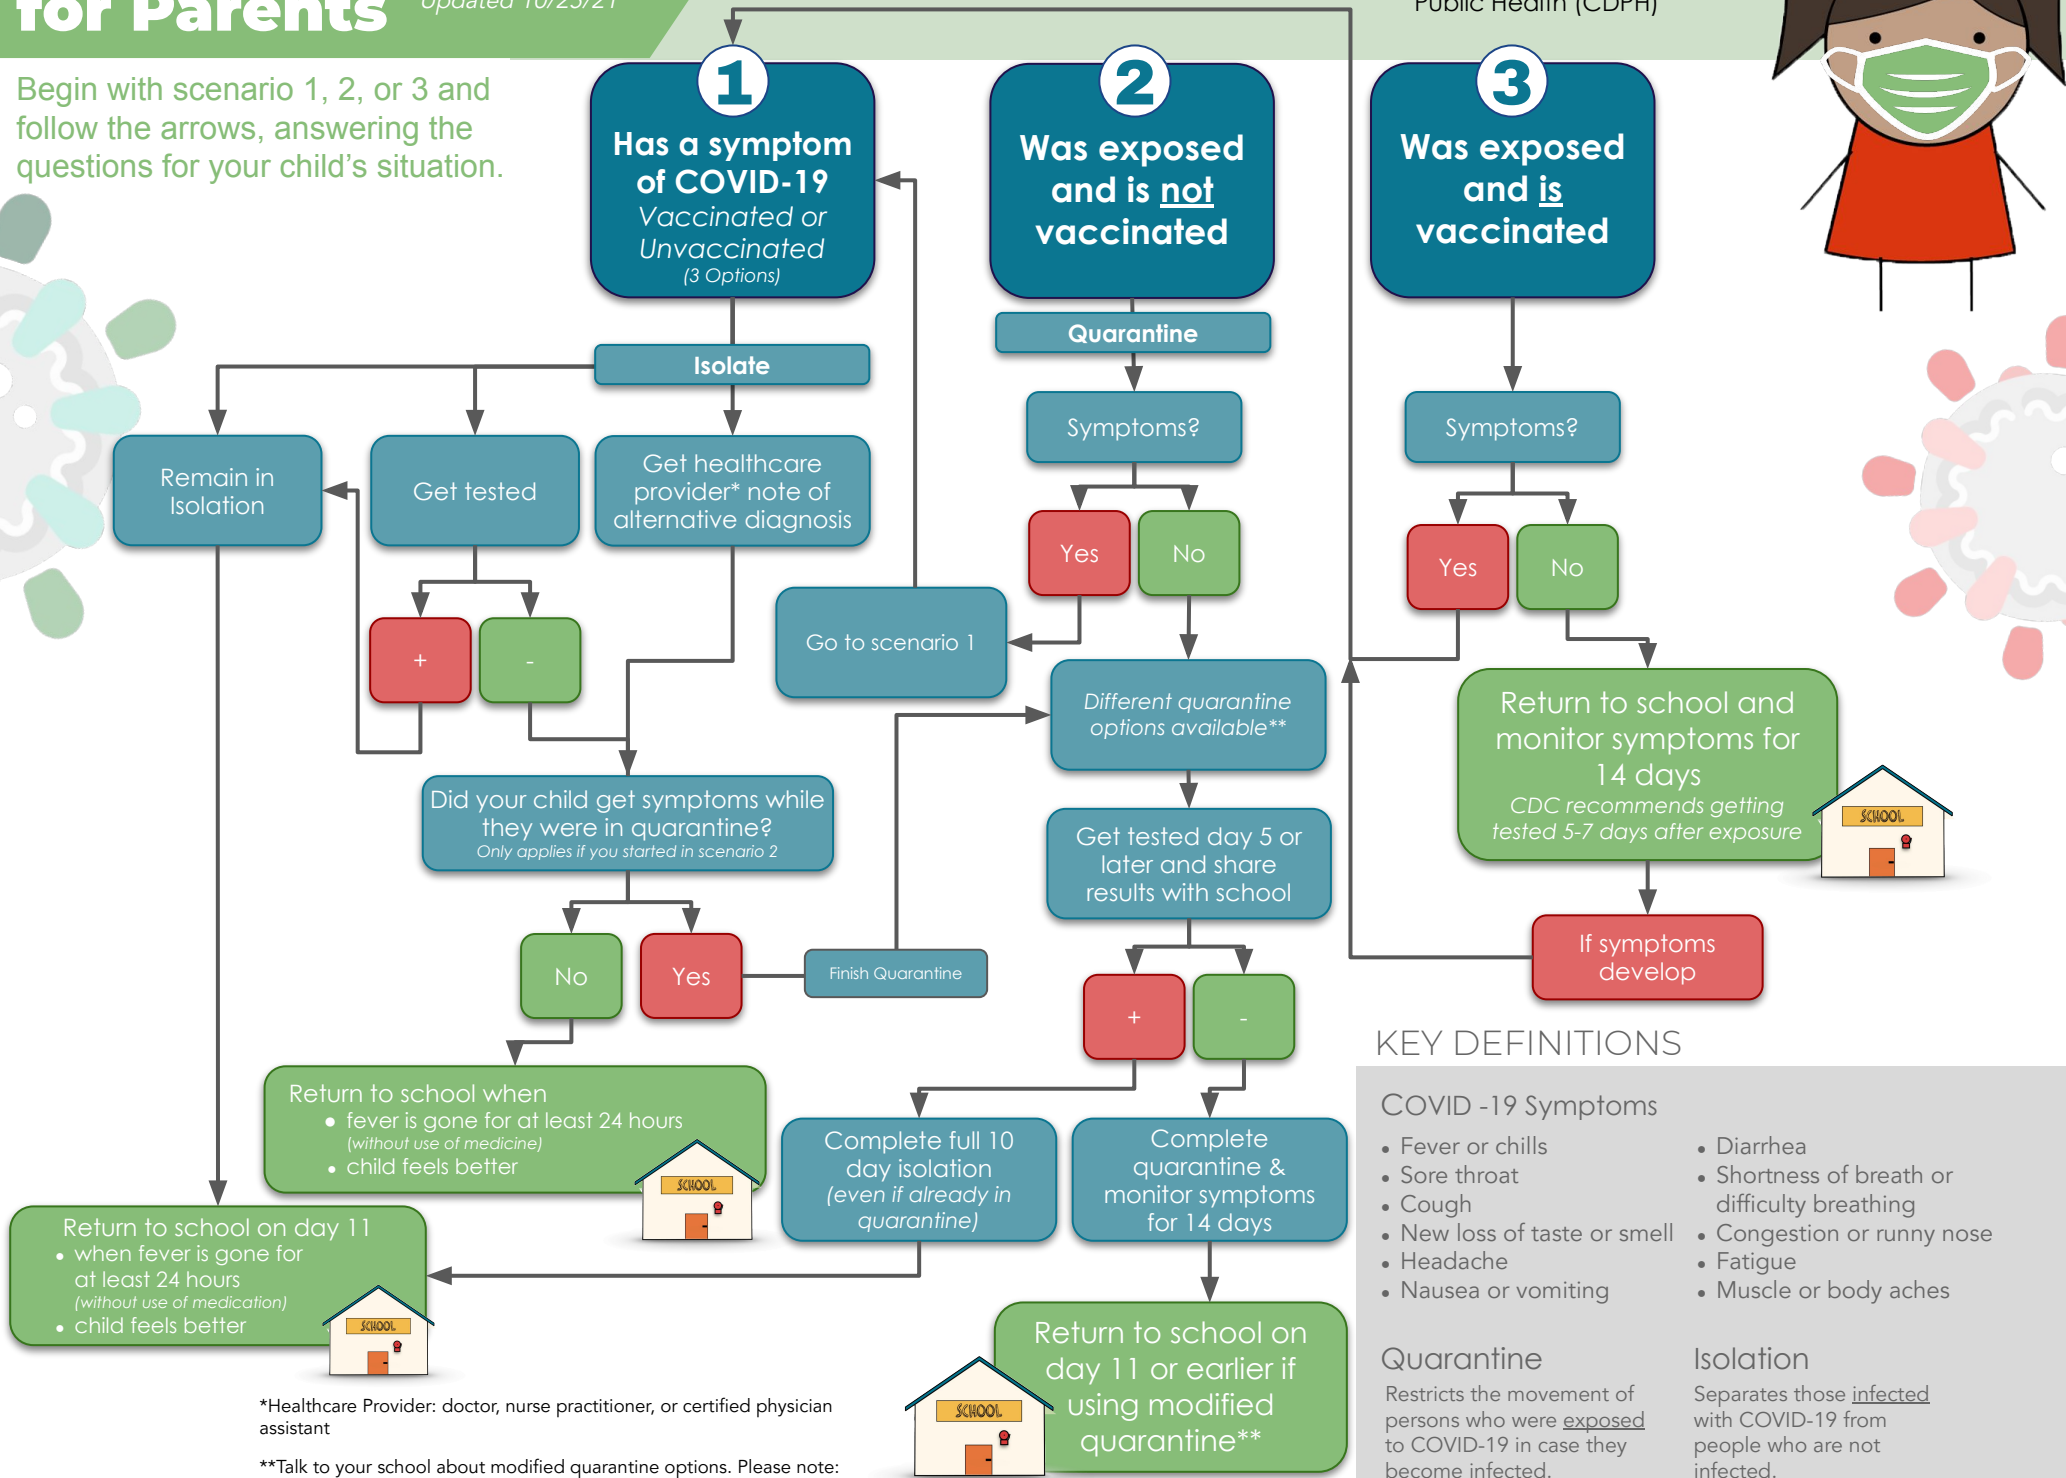 for Parents
Updated 10/25/21
Public Health (CDPH)
Begin with scenario 1, 2, or 3 and
follow the arrows, answering the
questions for your child's situation.
1
Has a symptom
of COVID-19
Vaccinated or
Unvaccinated
(3 Options)
2
Was exposed
and is not
vaccinated
3
Was exposed
and is
vaccinated
Isolate
Quarantine
Remain in
Isolation
Get tested
Get healthcare
provider* note of
alternative diagnosis
Symptoms?
Symptoms?
Yes
No
Yes
No
+
-
Go to scenario 1
Different quarantine
options available**
Return to school and
monitor symptoms for
14 days
CDC recommends getting
tested 5-7 days after exposure
SCHOOL
Did your child get symptoms while
they were in quarantine?
Only applies if you started in scenario 2
Get tested day 5 or
later and share
results with school
No
Yes
Finish Quarantine
If symptoms
develop
+
-
Return to school when
• fever is gone for at least 24 hours
(without use of medicine)
• child feels better
SCHOOL
Complete full 10
day isolation
(even if already in
quarantine)
Complete
quarantine &
monitor symptoms
for 14 days
Return to school on day 11
• when fever is gone for
at least 24 hours
(without use of medication)
• child feels better
SCHOOL
Return to school on
day 11 or earlier if
using modified
quarantine**
SCHOOL
*Healthcare Provider: doctor, nurse practitioner, or certified physician
assistant
**Talk to your school about modified quarantine options. Please note:
KEY DEFINITIONS
COVID -19 Symptoms
• Fever or chills
• Sore throat
• Cough
• New loss of taste or smell
• Headache
• Nausea or vomiting
• Diarrhea
• Shortness of breath or
difficulty breathing
• Congestion or runny nose
• Fatigue
• Muscle or body aches
Quarantine
Restricts the movement of
persons who were exposed
to COVID-19 in case they
become infected.
Isolation
Separates those infected
with COVID-19 from
people who are not
infected.